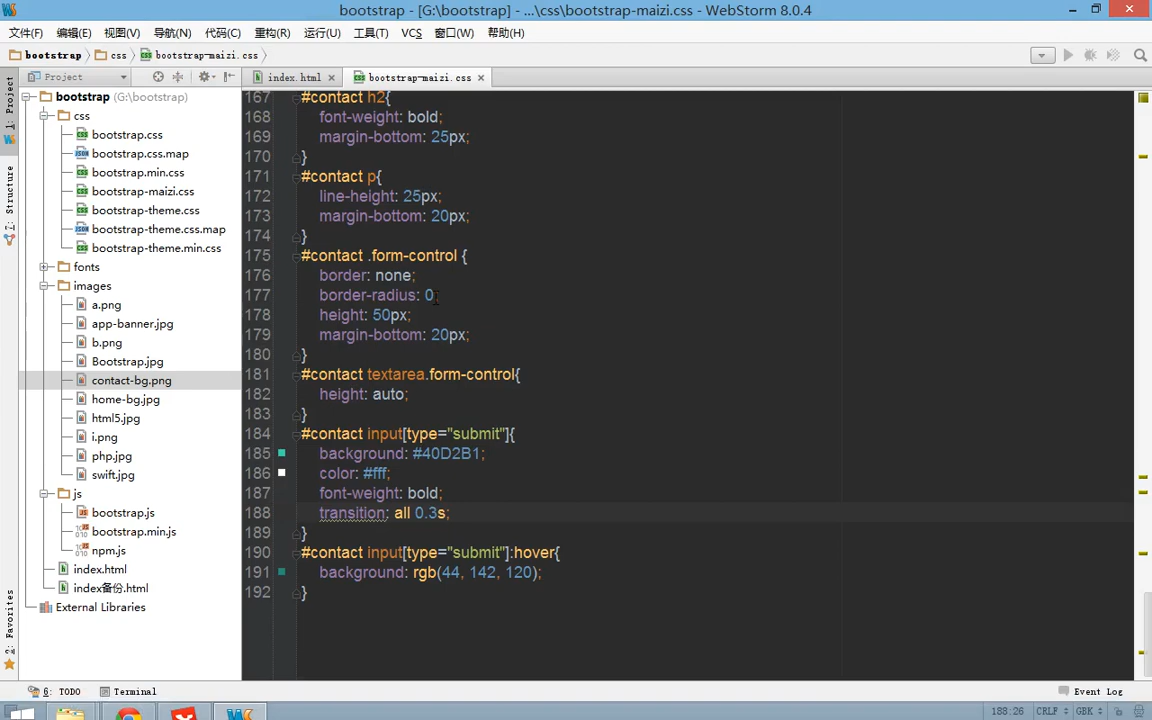 bootstrap - [G:\bootstrap] - ...\css\bootstrap-maizi.css - WebStorm 8.0.4
文件(F) 编辑(E) 视图(V) 导航(N) 代码(C) 重构(R) 运行(U) 工具(T) VCS 窗口(W) 帮助(H)
bootstrap css bootstrap-maizi.css
Project index.html bootstrap-maizi.css
1: Project
7: Structure
2: Favorites
bootstrap (G:\bootstrap)
css
bootstrap.css
bootstrap.css.map
bootstrap.min.css
bootstrap-maizi.css
bootstrap-theme.css
bootstrap-theme.css.map
bootstrap-theme.min.css
fonts
images
a.png
app-banner.jpg
b.png
Bootstrap.jpg
contact-bg.png
home-bg.jpg
html5.jpg
i.png
php.jpg
swift.jpg
js
bootstrap.js
bootstrap.min.js
npm.js
index.html
index备份.html
External Libraries
167 #contact h2{
168 font-weight: bold;
169 margin-bottom: 25px;
170 }
171 #contact p{
172 line-height: 25px;
173 margin-bottom: 20px;
174 }
175 #contact .form-control {
176 border: none;
177 border-radius: 0
178 height: 50px;
179 margin-bottom: 20px;
180 }
181 #contact textarea.form-control{
182 height: auto;
183 }
184 #contact input[type="submit"]{
185 background: #40D2B1;
186 color: #fff;
187 font-weight: bold;
188 transition: all 0.3s;
189 }
190 #contact input[type="submit"]:hover{
191 background: rgb(44, 142, 120);
192 }
6: TODO Terminal Event Log
188:26 CRLF GBK